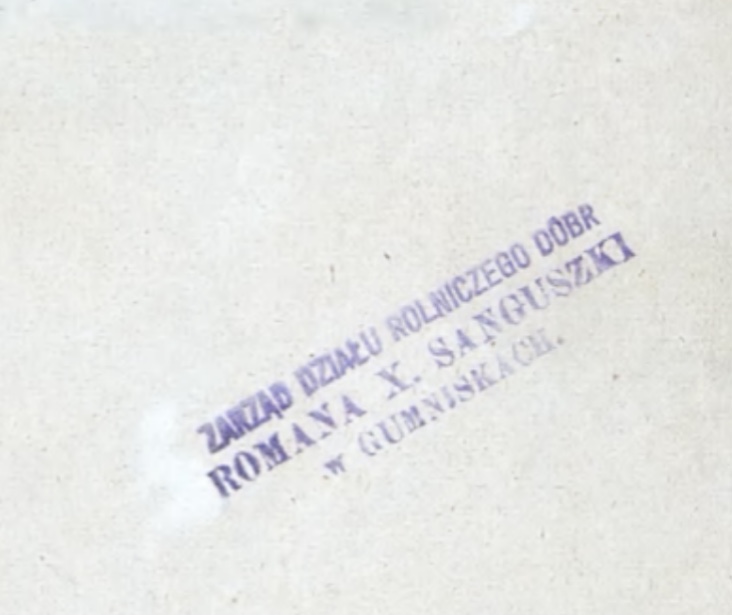 ZARZĄD DZIAŁU ROLNICZEGO DÓBR
ROMANA X. SANGUSZKI
w GUMNISKACH.